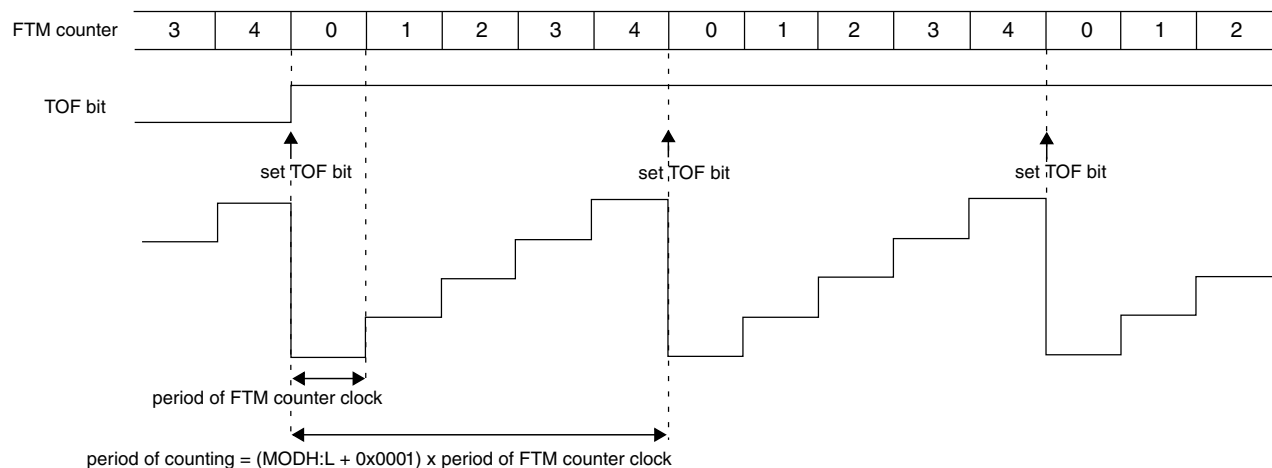 FTM counter 3 4 0 1 2 3 4 0 1 2 3 4 0 1 2
TOF bit
set TOF bit set TOF bit set TOF bit
period of FTM counter clock
period of counting = (MODH:L + 0x0001) x period of FTM counter clock